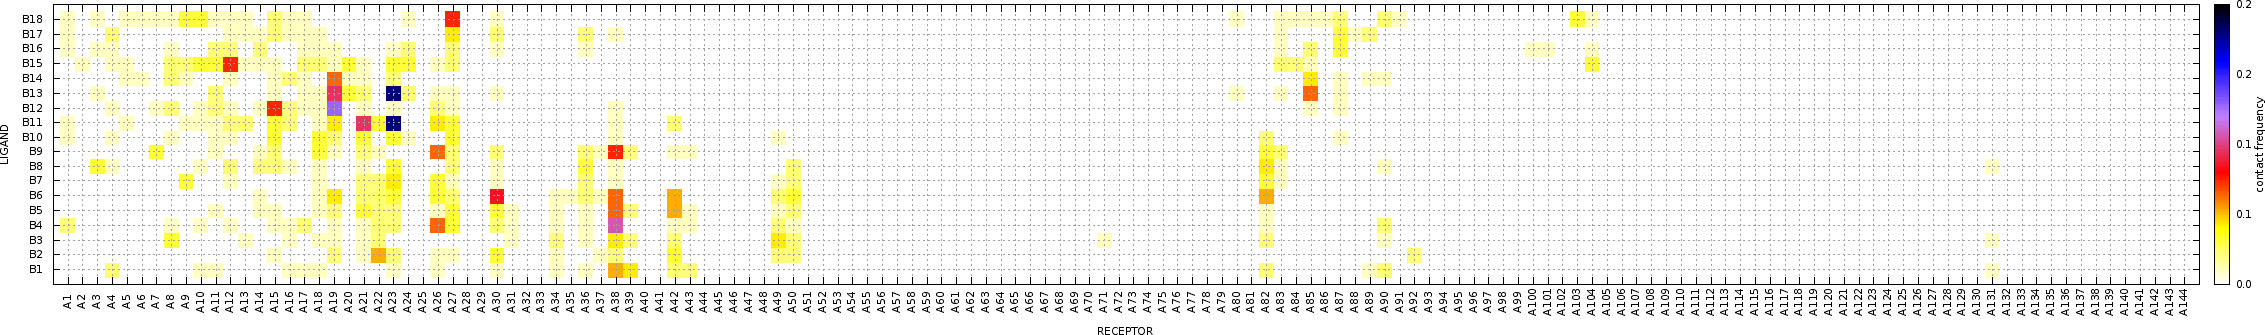 B18
B17
B16
B15
B14
B13
B12
B11
B10
B9
B8
B7
B6
B5
B4
B3
B2
B1
LIGAND
A1 A2 A3 A4 A5 A6 A7 A8 A9 A10 A11 A12 A13 A14 A15 A16 A17 A18 A19 A20 A21 A22 A23 A24 A25 A26 A27 A28 A29 A30 A31 A32 A33 A34 A35 A36 A37 A38 A39 A40 A41 A42 A43 A44 A45 A46 A47 A48 A49 A50 A51 A52 A53 A54 A55 A56 A57 A58 A59 A60 A61 A62 A63 A64 A65 A66 A67 A68 A69 A70 A71 A72 A73 A74 A75 A76 A77 A78 A79 A80 A81 A82 A83 A84 A85 A86 A87 A88 A89 A90 A91 A92 A93 A94 A95 A96 A97 A98 A99 A100 A101 A102 A103 A104 A105 A106 A107 A108 A109 A110 A111 A112 A113 A114 A115 A116 A117 A118 A119 A120 A121 A122 A123 A124 A125 A126 A127 A128 A129 A130 A131 A132 A133 A134 A135 A136 A137 A138 A139 A140 A141 A142 A143 A144
RECEPTOR
0.2
0.2
0.1
0.1
0.0
contact frequency